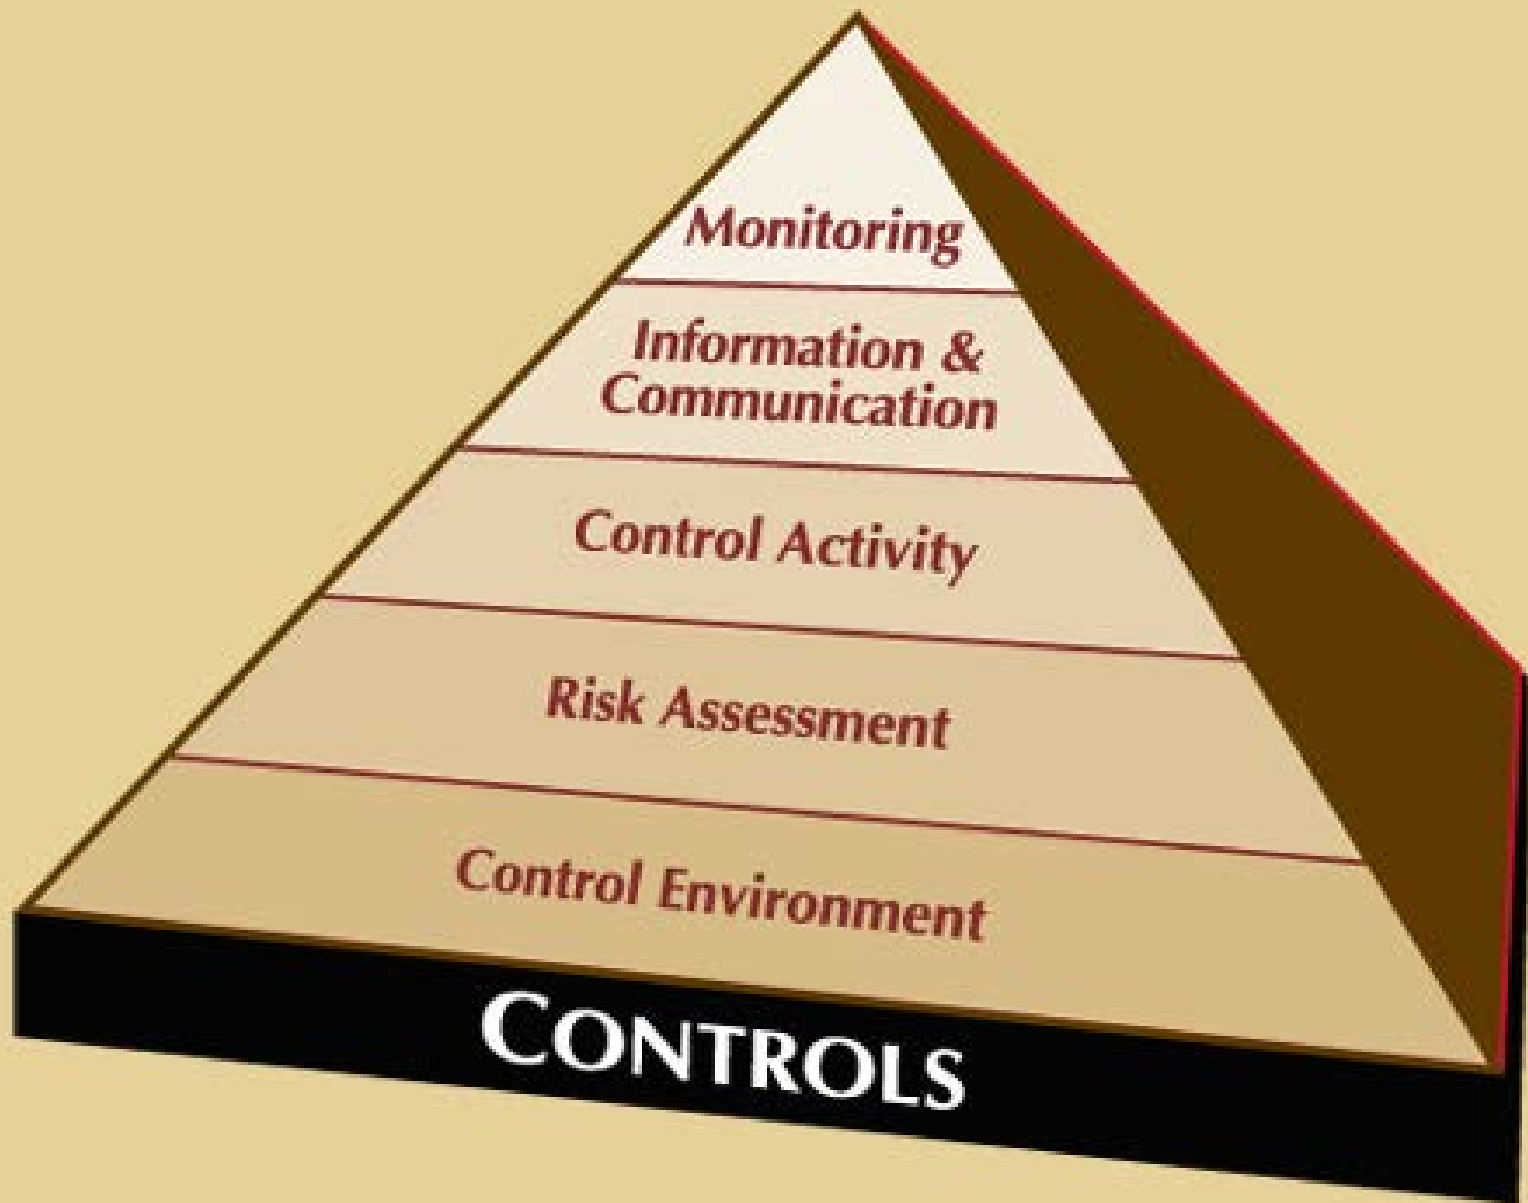 Monitoring
Information &
Communication
Control Activity
Risk Assessment
Control Environment
CONTROLS